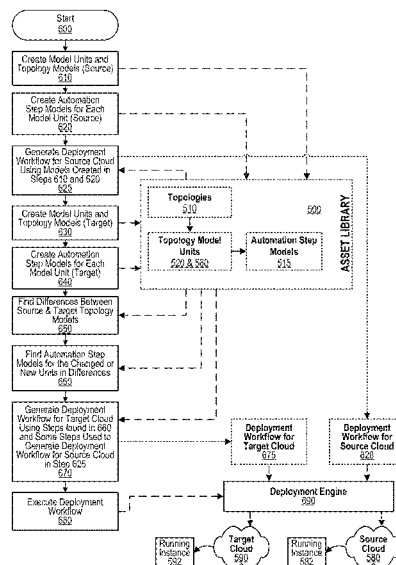 Start
600
Create Model Units and
Topology Models (Source)
610
Create Automation
Step Models for Each
Model Unit (Source)
620
Generate Deployment
Workflow for Source Cloud
Using Models Created in
Steps 610 and 620
625
Create Model Units and
Topology Models (Target)
630
Create Automation
Step Models for Each
Model Unit (Target)
640
Find Differences Between
Source & Target Topology
Models
650
Find Automation Step
Models for the Changed or
New Units in Differences
Generate Deployment
Workflow for Target Cloud
Using Steps found in 660
and Some Steps Used to
Generate Deployment
Workflow for Source Cloud
in Step 625
670
Execute Deployment
Workflow
Topologies
510
500
Topology Model
Units
Automation Step
Models
515
ASSET LIBRARY
Deployment
Workflow for
Target Cloud
675
Deployment
Workflow for
Source Cloud
Deployment Engine
690
Running
Instance
592
Target
Cloud
590
Running
Instance
582
Source
Cloud
580